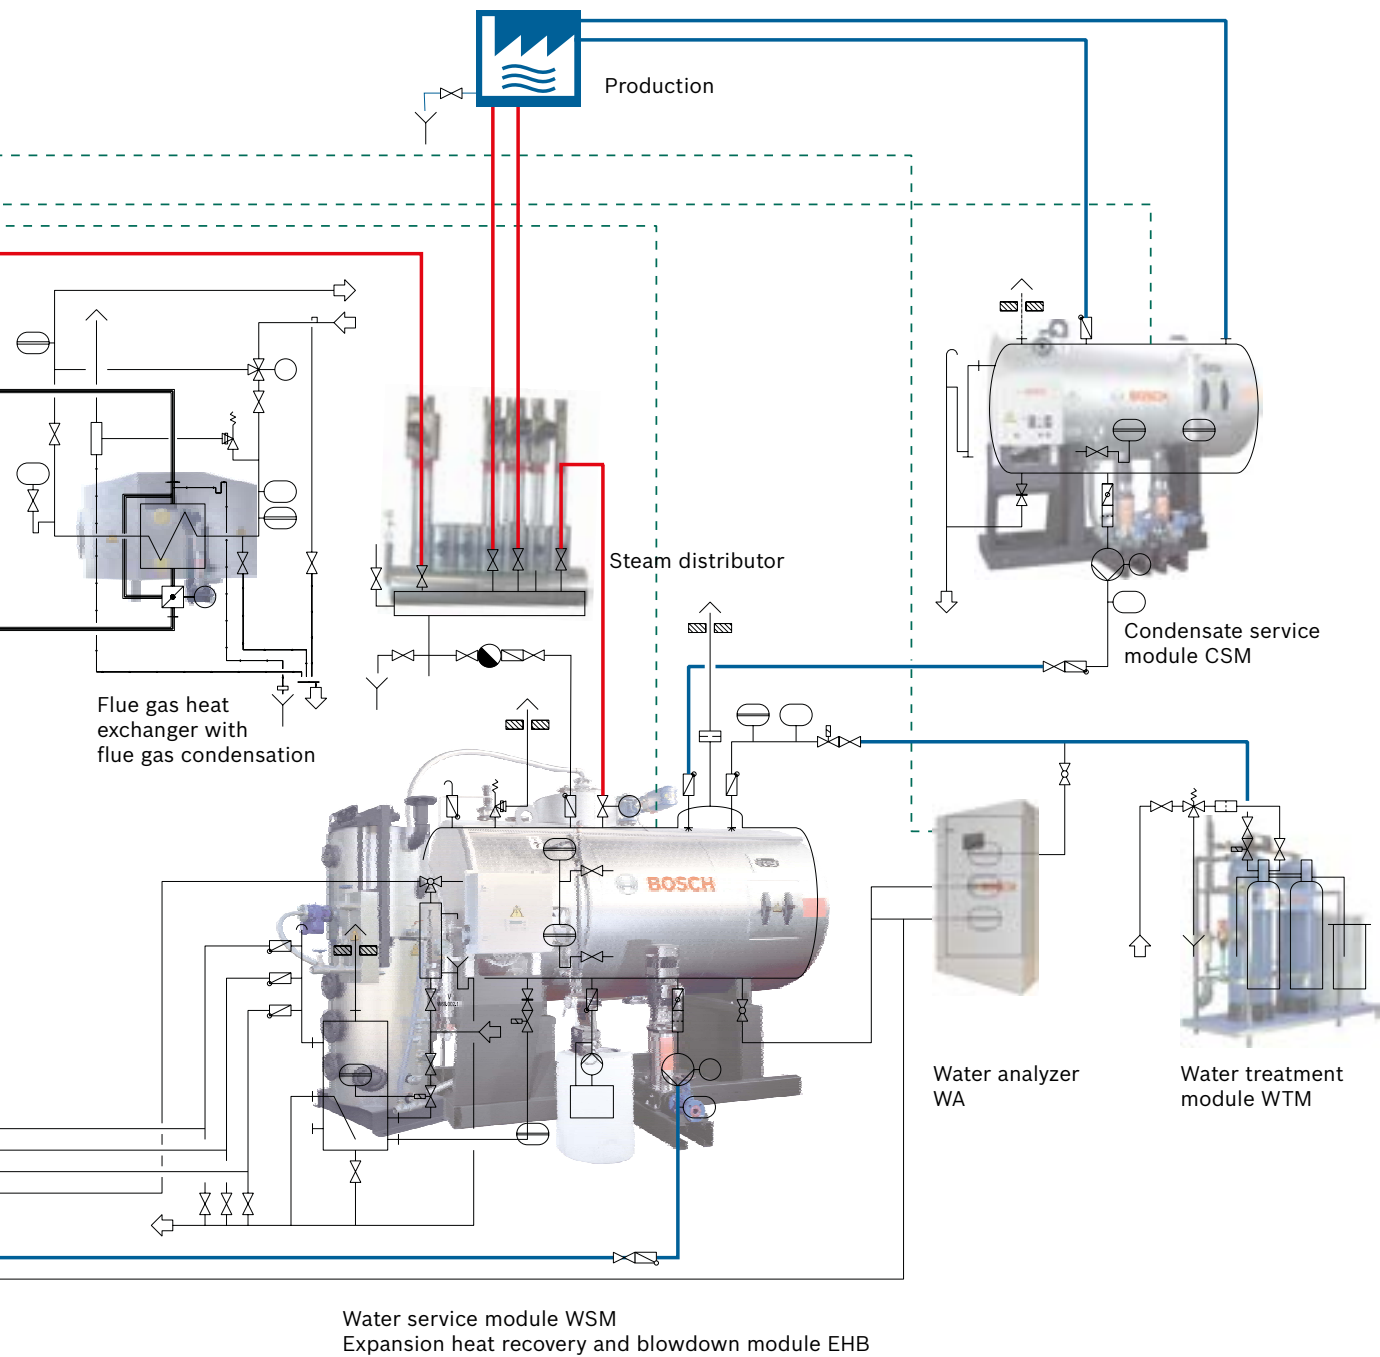 Production
Steam distributor
Condensate service
module CSM
Flue gas heat
exchanger with
flue gas condensation
BOSCH
BOSCH
Water analyzer
WA
Water treatment
module WTM
Water service module WSM
Expansion heat recovery and blowdown module EHB